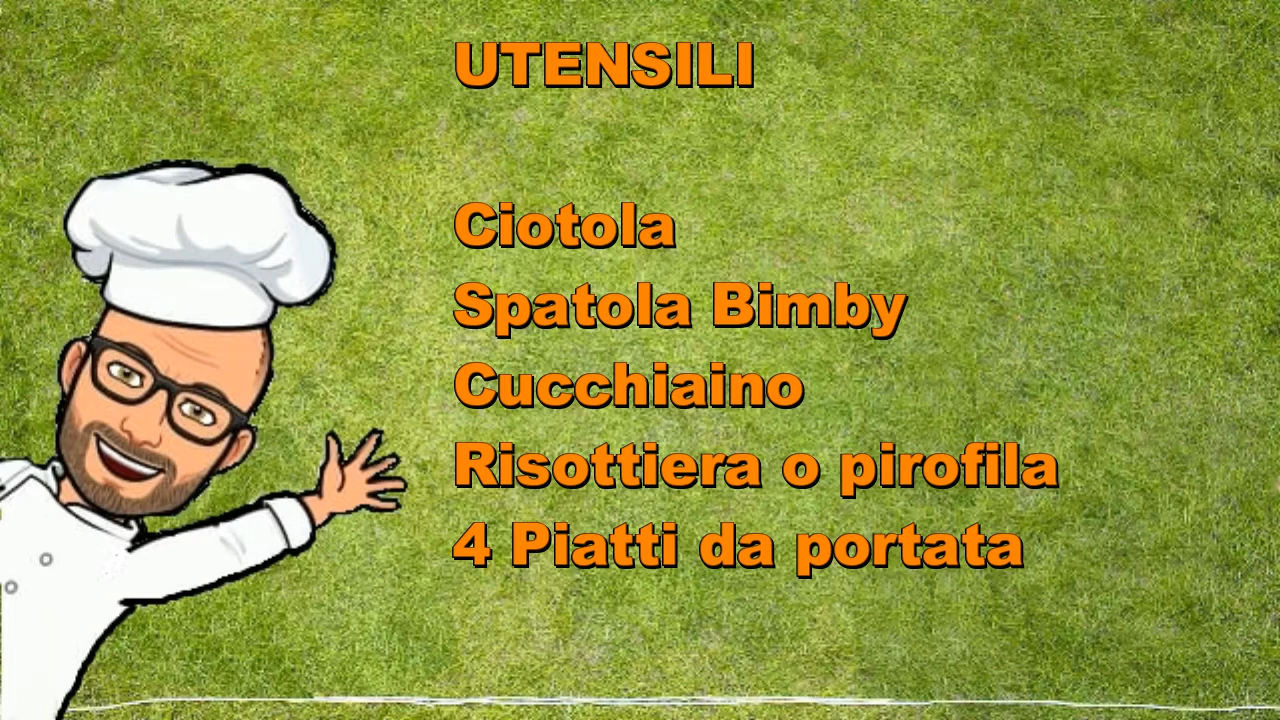 UTENSILI
Ciotola
Spatola Bimby
Cucchiaino
Risottiera o pirofila
4 Piatti da portata